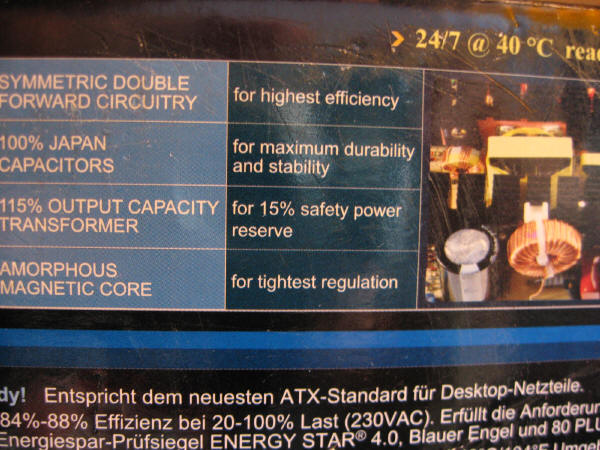 > 24/7 @ 40 °C
SYMMETRIC DOUBLE
FORWARD CIRCUITRY
for highest efficiency
100% JAPAN
CAPACITORS
for maximum durability
and stability
115% OUTPUT CAPACITY
TRANSFORMER
for 15% safety power
reserve
AMORPHOUS
MAGNETIC CORE
for tightest regulation
dy! Entspricht dem neuesten ATX-Standard für Desktop-Netzteile.
84%-88% Effizienz bei 20-100% Last (230VAC). Erfüllt die Anforderun
Energiespar-Prüfsiegel ENERGY STAR® 4.0, Blauer Engel und 80 PLU